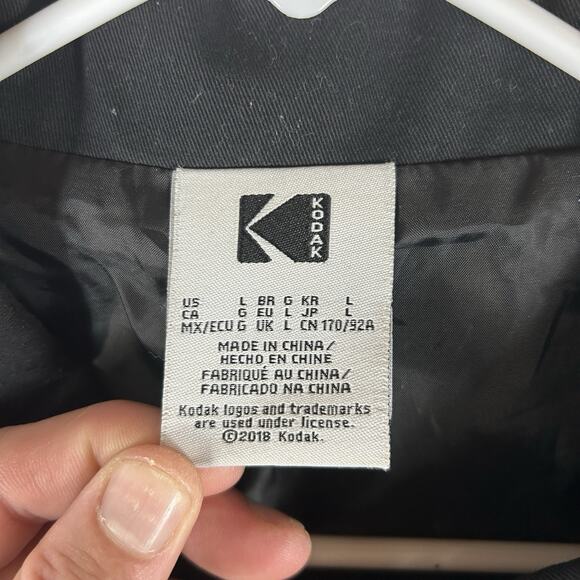 KODAK
US L BR G KR L
CA G EU L JP L
MX/ECU G UK L CN 170/92A
MADE IN CHINA/
HECHO EN CHINE
FABRIQUÉ AU CHINA/
FABRICADO NA CHINA
Kodak logos and trademarks
are used under license.
©2018 Kodak.